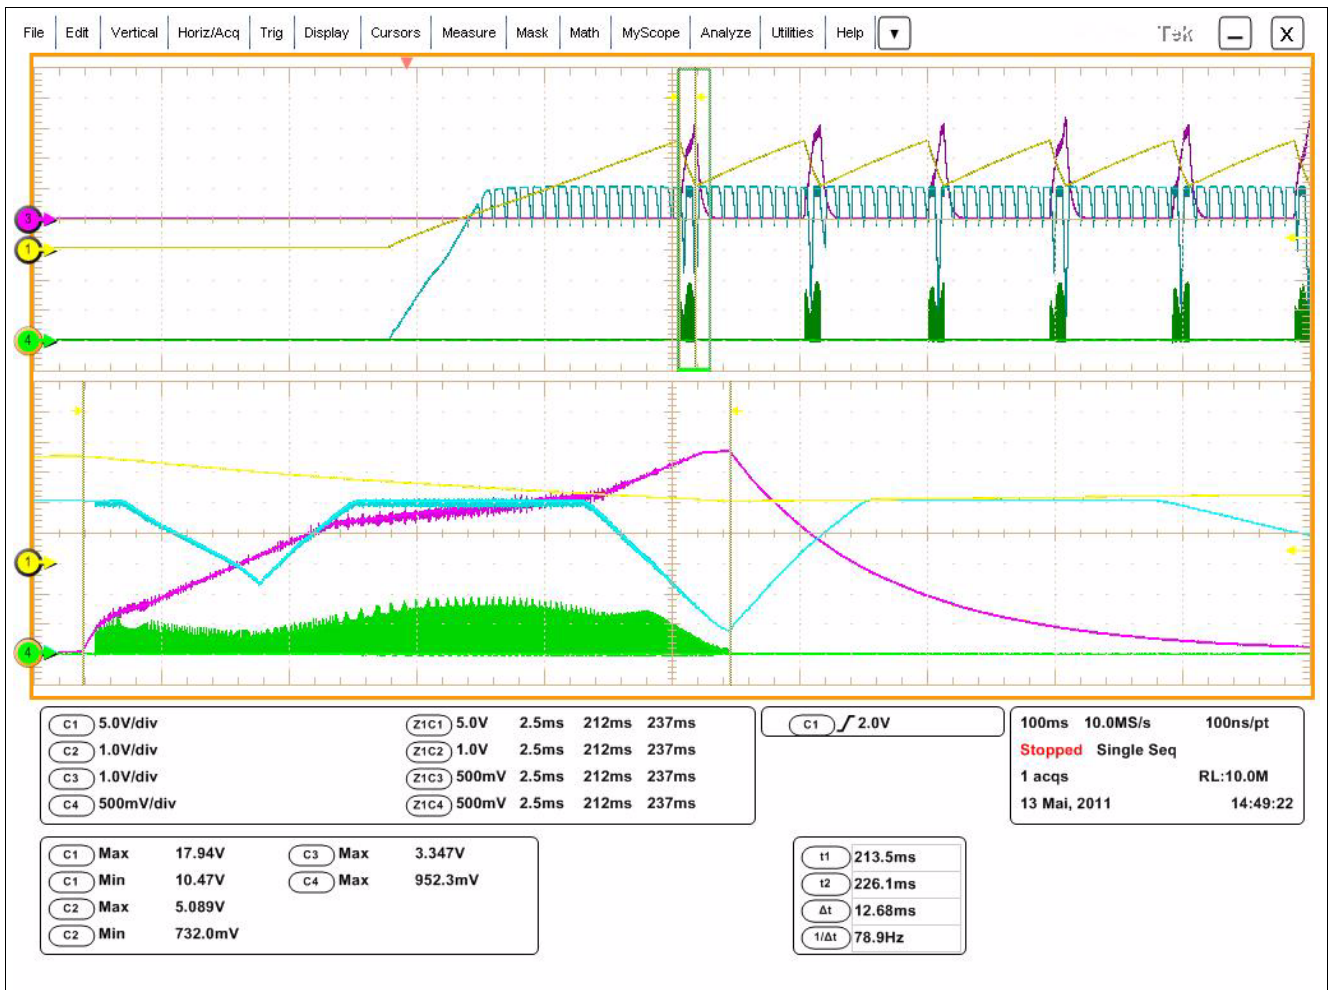 File Edit Vertical Horiz/Acq Trig Display Cursors Measure Mask Math MyScope Analyze Utilities Help Tek X
3
1
4
1
4
C1 5.0V/div Z1C1 5.0V 2.5ms 212ms 237ms
C2 1.0V/div Z1C2 1.0V 2.5ms 212ms 237ms
C3 1.0V/div Z1C3 500mV 2.5ms 212ms 237ms
C4 500mV/div Z1C4 500mV 2.5ms 212ms 237ms
C1 2.0V
100ms 10.0MS/s 100ns/pt
Stopped Single Seq
1 acqs RL:10.0M
13 Mai, 2011 14:49:22
C1 Max 17.94V C3 Max 3.347V
C1 Min 10.47V C4 Max 952.3mV
C2 Max 5.089V
C2 Min 732.0mV
t1 213.5ms
t2 226.1ms
Δt 12.68ms
1/Δt 78.9Hz